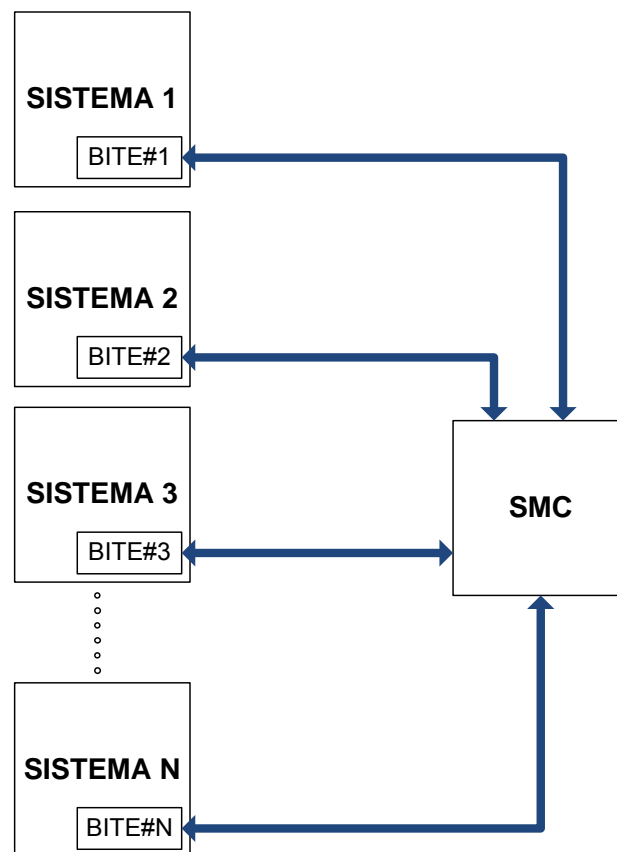 SISTEMA 1
BITE#1
SISTEMA 2
BITE#2
SISTEMA 3
BITE#3
SMC
SISTEMA N
BITE#N